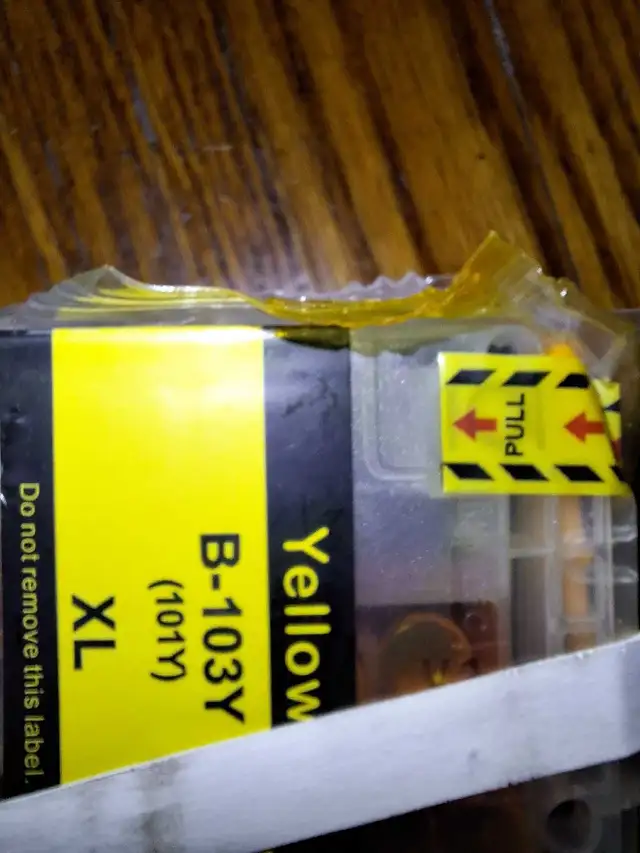 Yellow
B-103Y
(101Y)
XL
Do not remove this label.
PULL